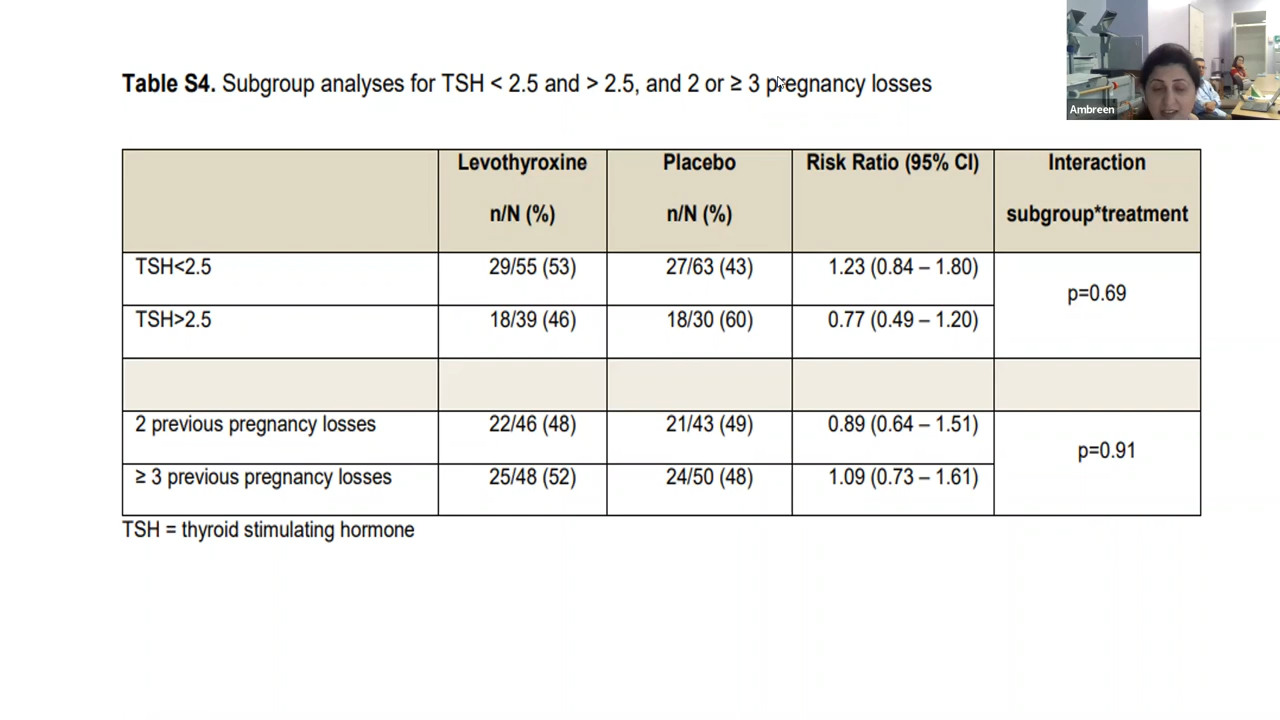 Table S4. Subgroup analyses for TSH < 2.5 and > 2.5, and 2 or ≥ 3 pregnancy losses
Ambreen
Levothyroxine n/N (%) Placebo n/N (%) Risk Ratio (95% CI) Interaction subgroup*treatment
TSH<2.5 29/55 (53) 27/63 (43) 1.23 (0.84 – 1.80) p=0.69
TSH>2.5 18/39 (46) 18/30 (60) 0.77 (0.49 – 1.20)
2 previous pregnancy losses 22/46 (48) 21/43 (49) 0.89 (0.64 – 1.51) p=0.91
≥ 3 previous pregnancy losses 25/48 (52) 24/50 (48) 1.09 (0.73 – 1.61)
TSH = thyroid stimulating hormone